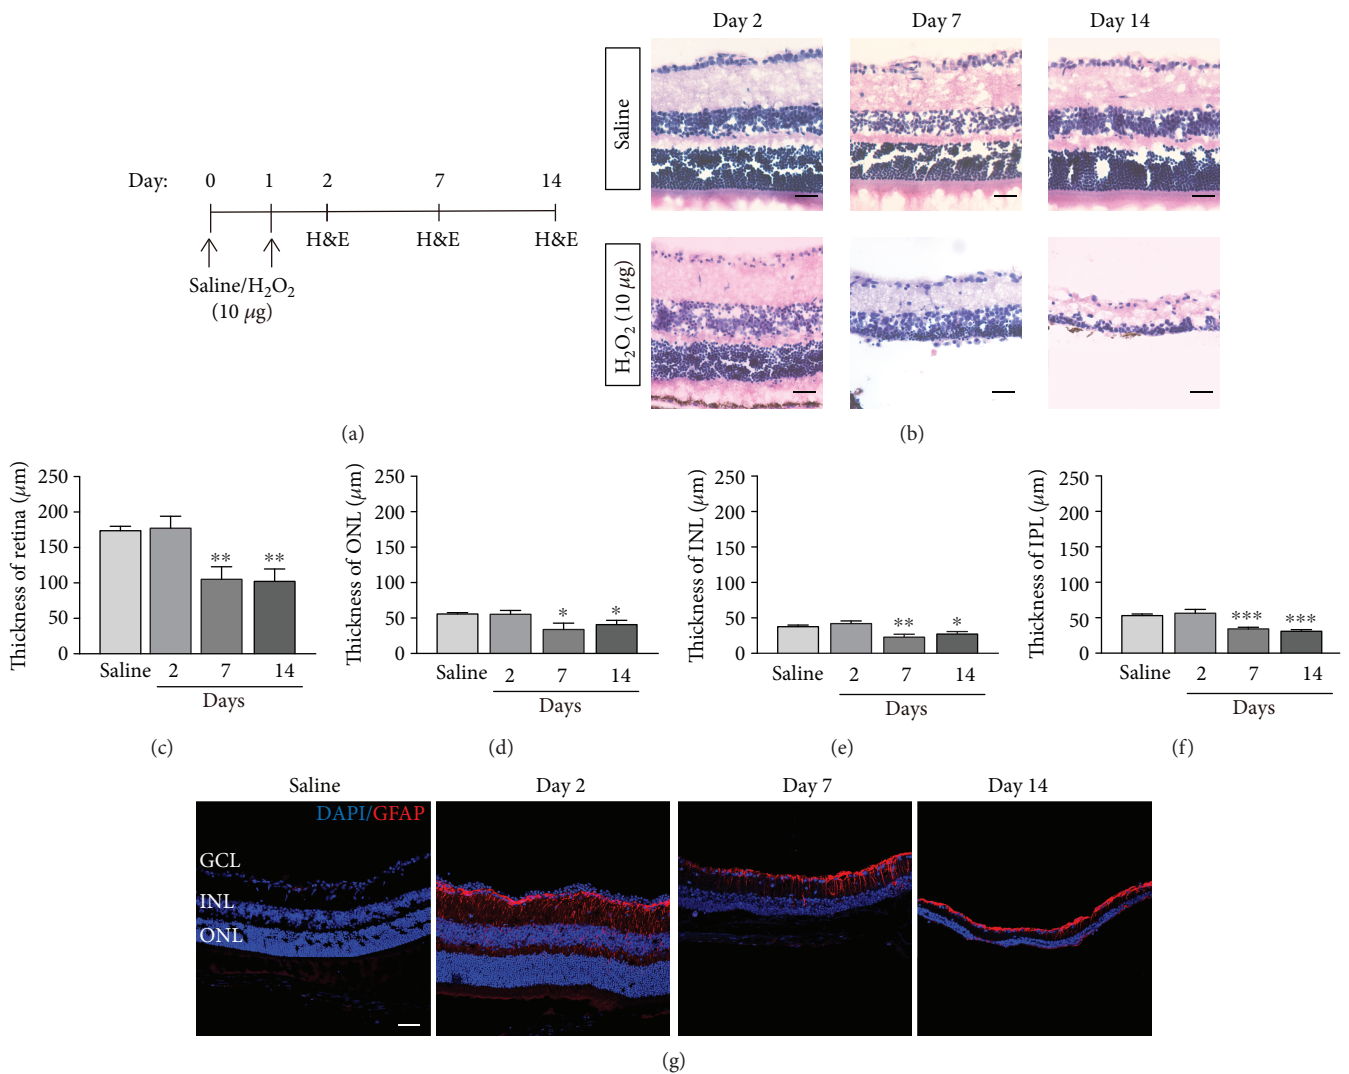 Day 2 Day 7 Day 14
Saline
H₂O₂ (10 μg)
Day: 0 1 2 7 14
H&E H&E H&E
Saline/H₂O₂
(10 μg)
(a)
(b)
Thickness of retina (μm)
250
200
150
100
50
0
** **
Saline 2 7 14
Days
(c)
Thickness of ONL (μm)
250
200
150
100
50
0
* *
Saline 2 7 14
Days
(d)
Thickness of INL (μm)
250
200
150
100
50
0
** *
Saline 2 7 14
Days
(e)
Thickness of IPL (μm)
250
200
150
100
50
0
*** ***
Saline 2 7 14
Days
(f)
Saline Day 2 Day 7 Day 14
DAPI/GFAP
GCL
INL
ONL
(g)